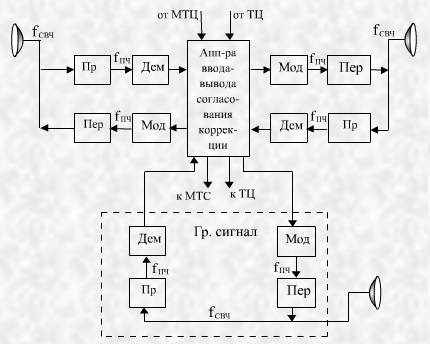 от МТЦ от ТЦ
fСВЧ fСВЧ
Пр fПЧ Дем
Апп-ра
ввода-
вывода
согласо-
вания
коррек-
ции
Мод fПЧ Пер
Пер fПЧ Мод
Дем fПЧ Пр
к МТС к ТЦ
Дем Гр. сигнал Мод
fПЧ fПЧ
Пр Пер
fСВЧ